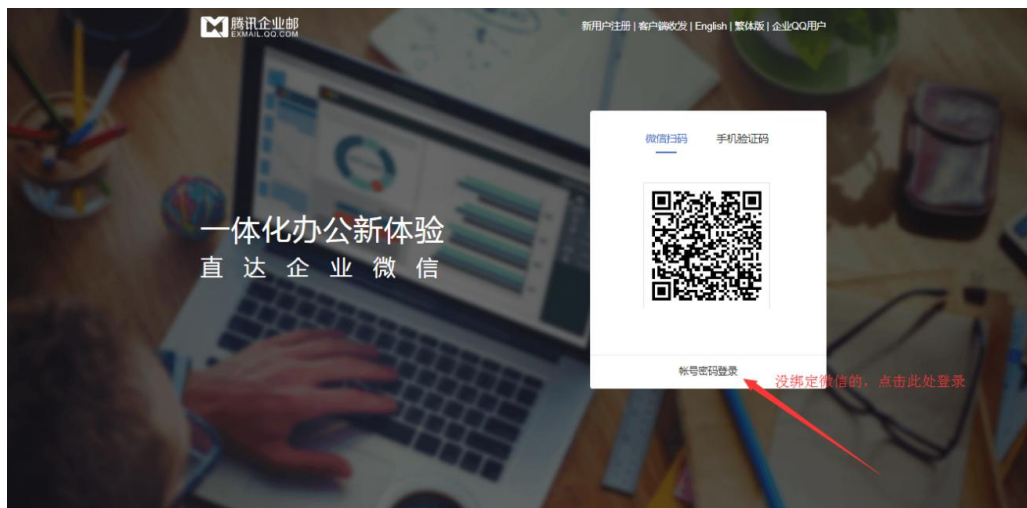 腾讯企业邮
EXMAIL.QQ.COM
新用户注册 | 客户端收发 | English | 繁体版 | 企业QQ用户
微信扫码 手机验证码
一体化办公新体验
直达企业微信
帐号密码登录
没绑定微信的，点击此处登录